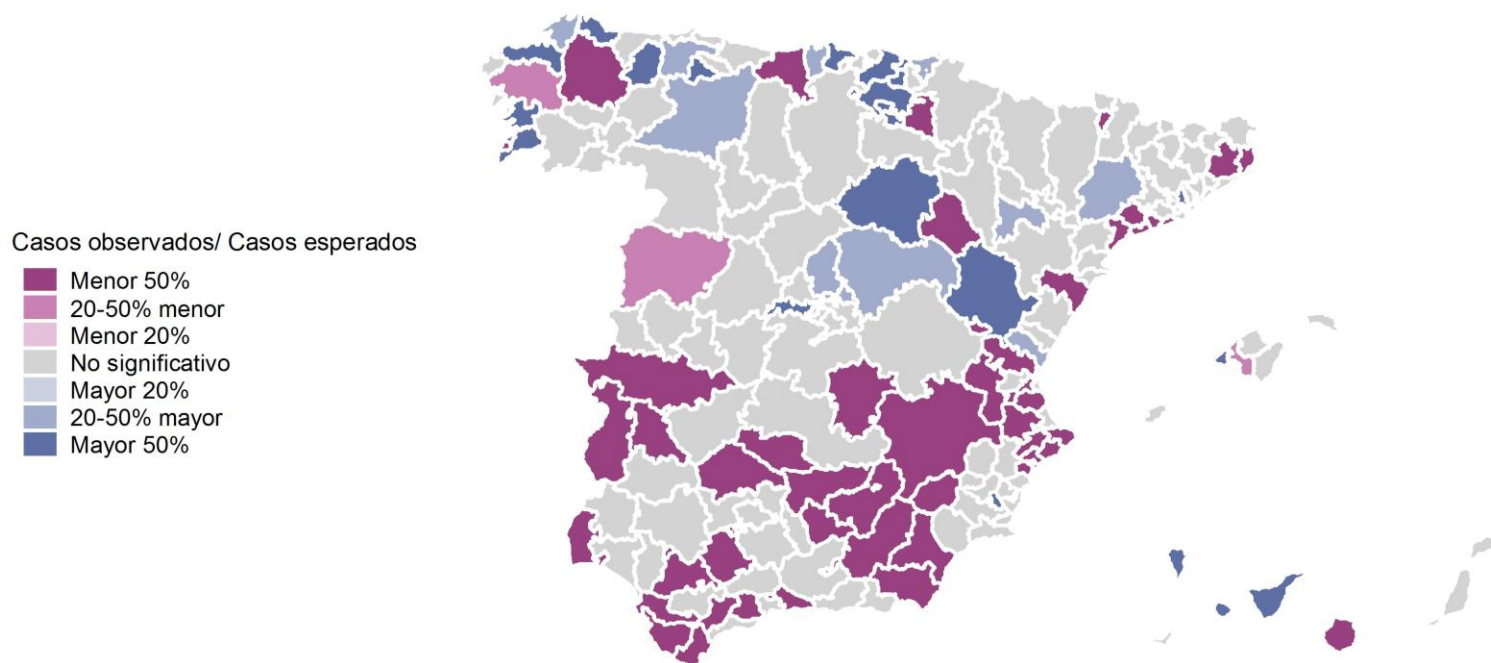 Casos observados/ Casos esperados
Menor 50%
20-50% menor
Menor 20%
No significativo
Mayor 20%
20-50% mayor
Mayor 50%